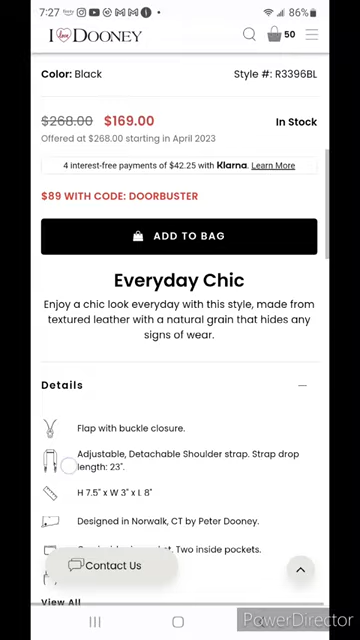 7:27
86%
I love DOONEY
50
Color: Black
Style #: R3396BL
$268.00 $169.00
In Stock
Offered at $268.00 starting in April 2023
4 interest-free payments of $42.25 with Klarna. Learn More
$89 WITH CODE: DOORBUSTER
ADD TO BAG
Everyday Chic
Enjoy a chic look everyday with this style, made from
textured leather with a natural grain that hides any
signs of wear.
Details
Flap with buckle closure.
Adjustable, Detachable Shoulder strap. Strap drop
length: 23".
H 7.5" x W 3" x L 8"
Designed in Norwalk, CT by Peter Dooney.
Two inside pockets.
Contact Us
View All
PowerDirector